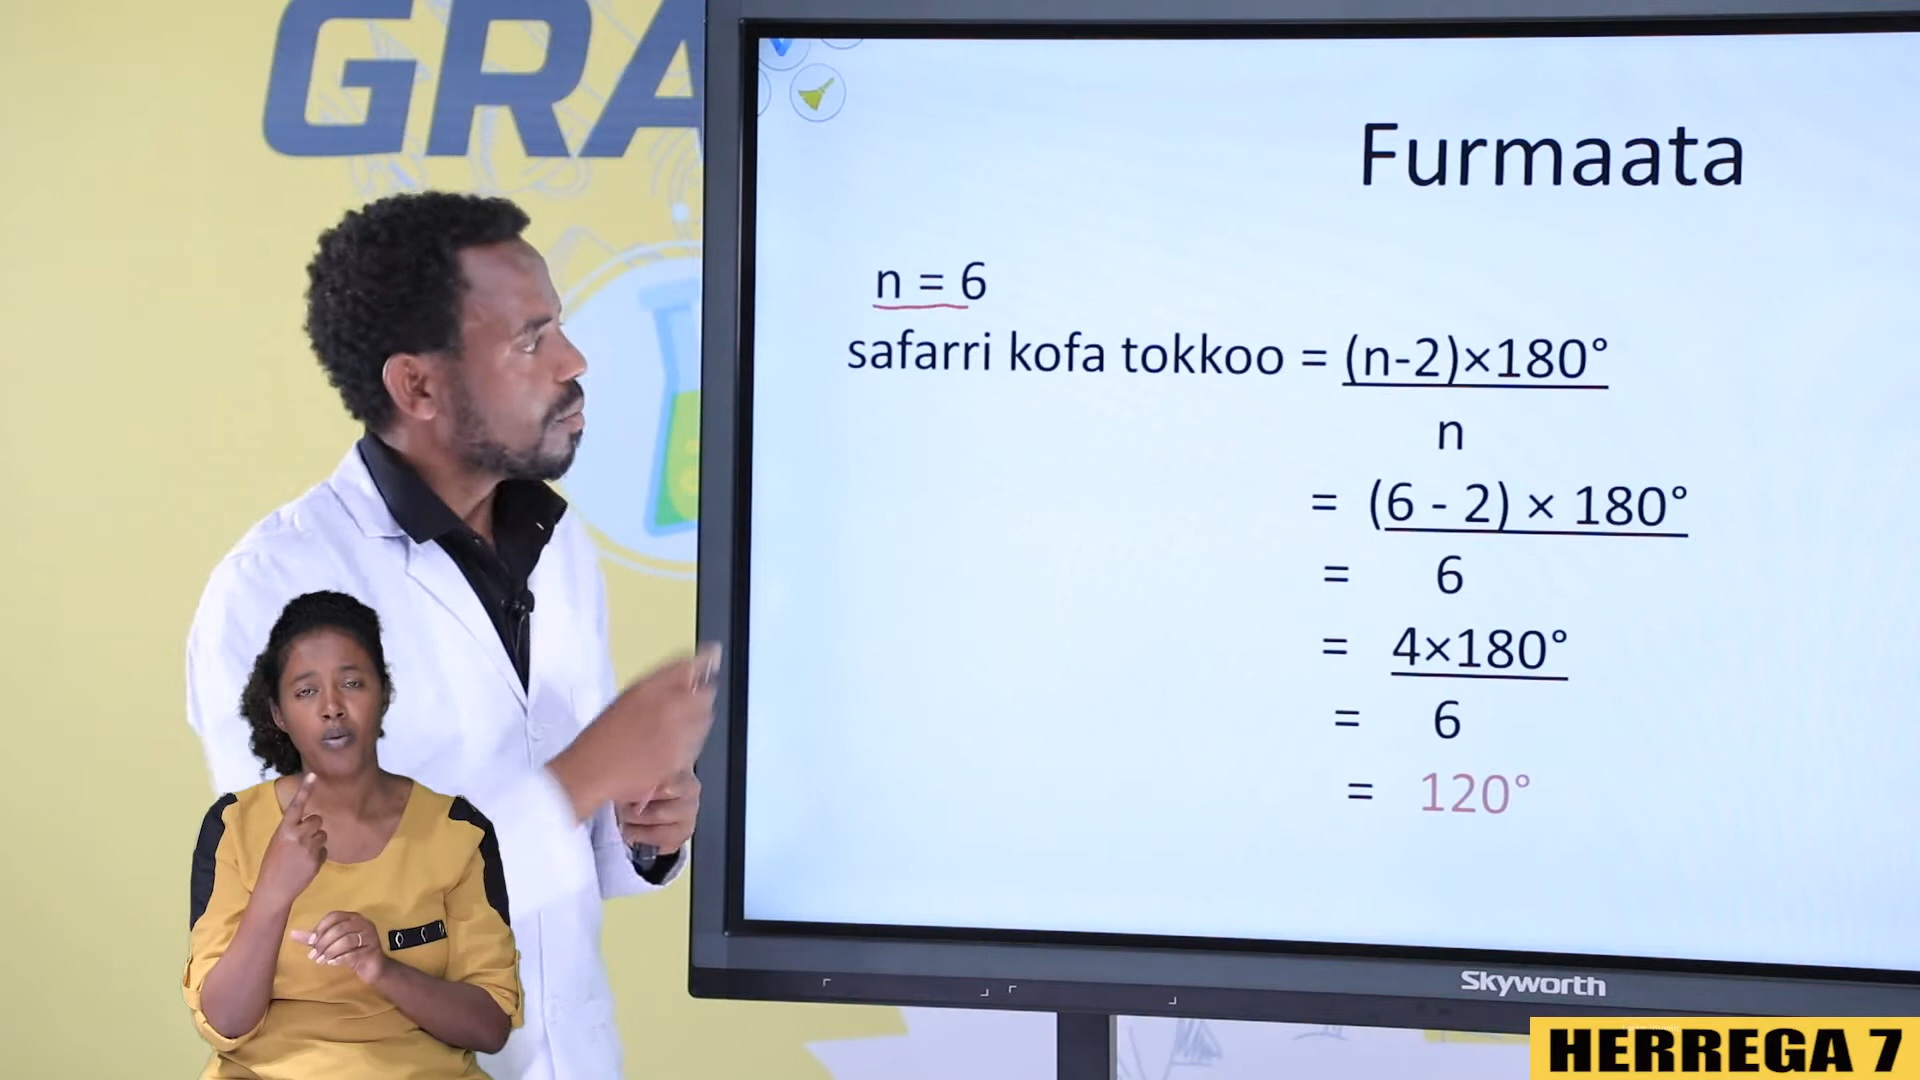 GRA
Furmaata
n = 6
safarri kofa tokkoo = (n-2)×180°
n
= (6 - 2) × 180°
= 6
= 4×180°
= 6
= 120°
Skyworth
HERREGA 7